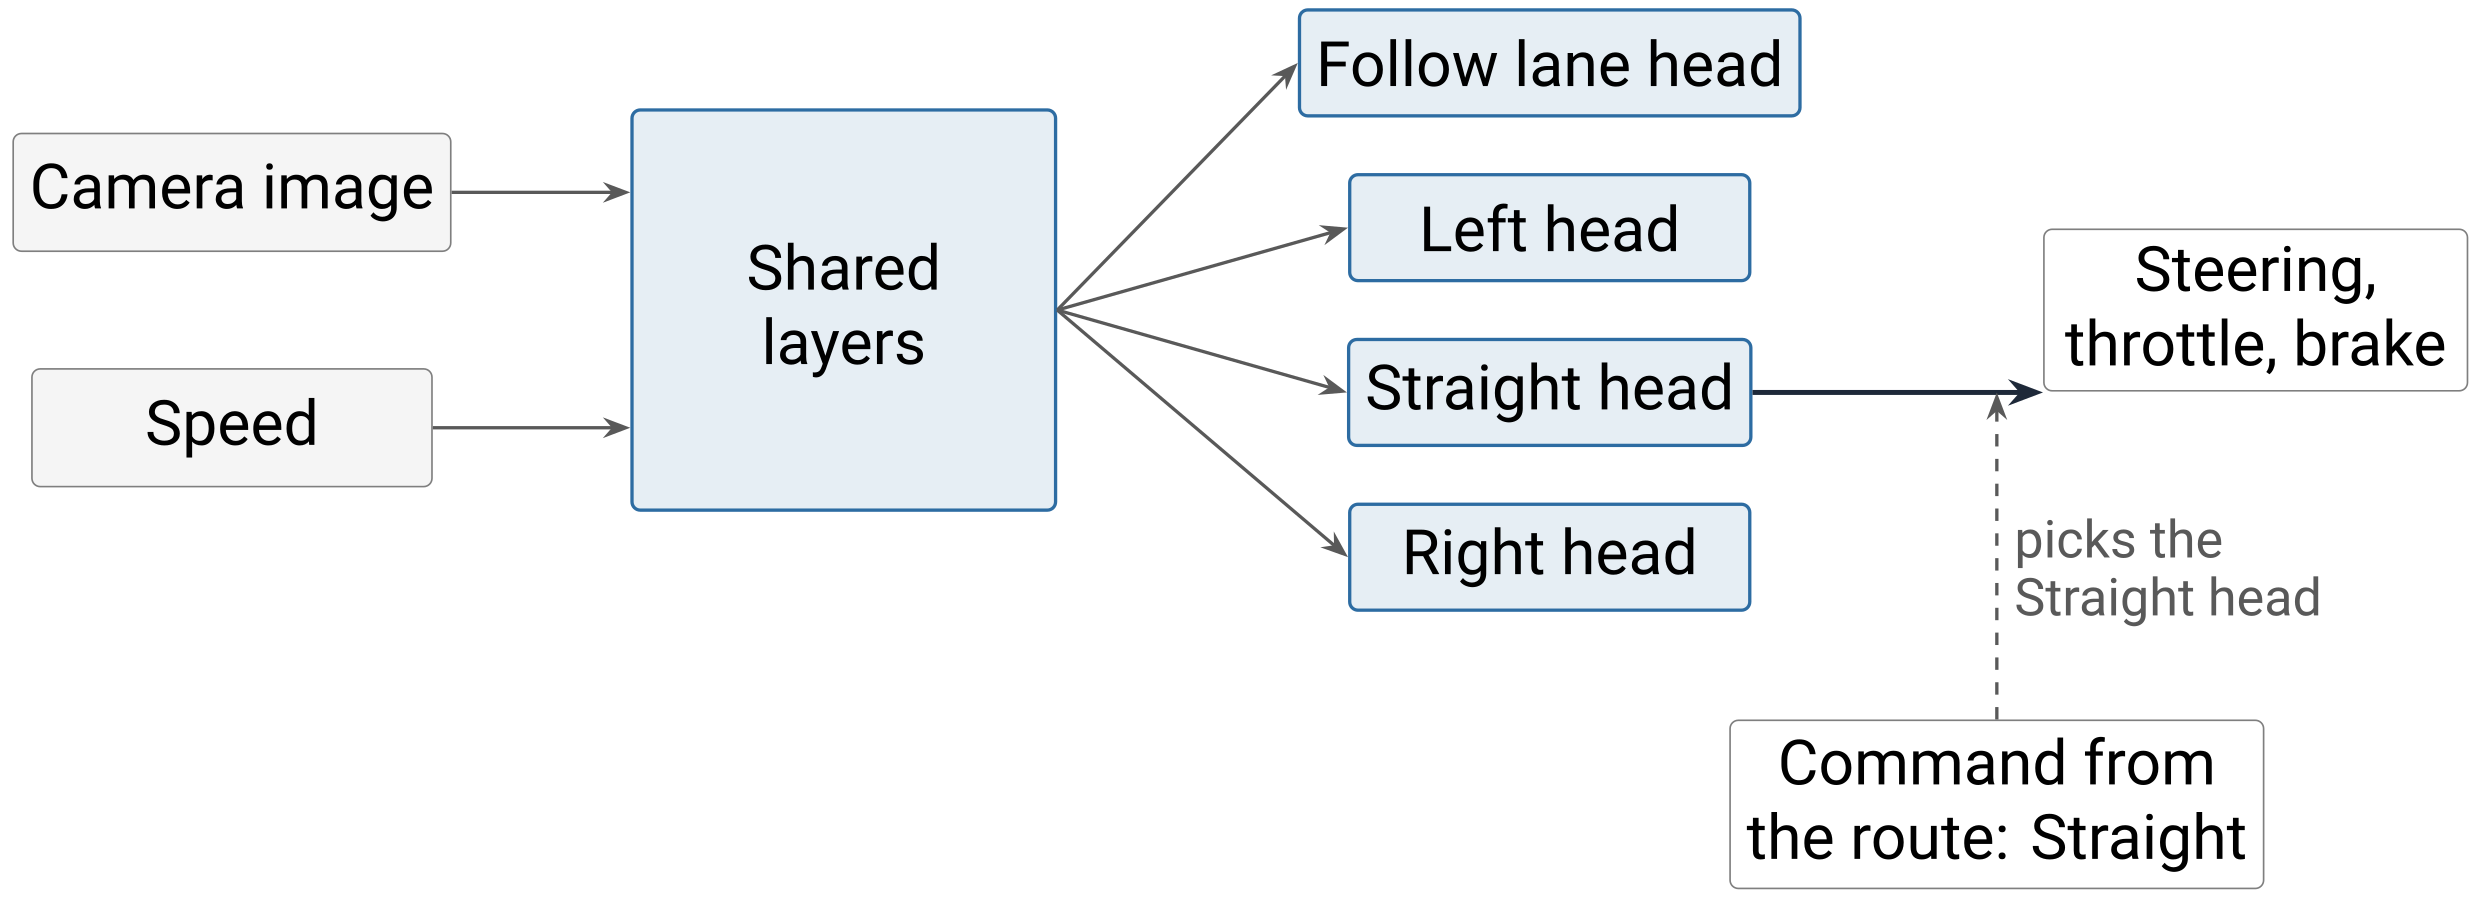 Camera image
Speed
Shared
layers
Follow lane head
Left head
Straight head
Right head
Steering,
throttle, brake
picks the
Straight head
Command from
the route: Straight